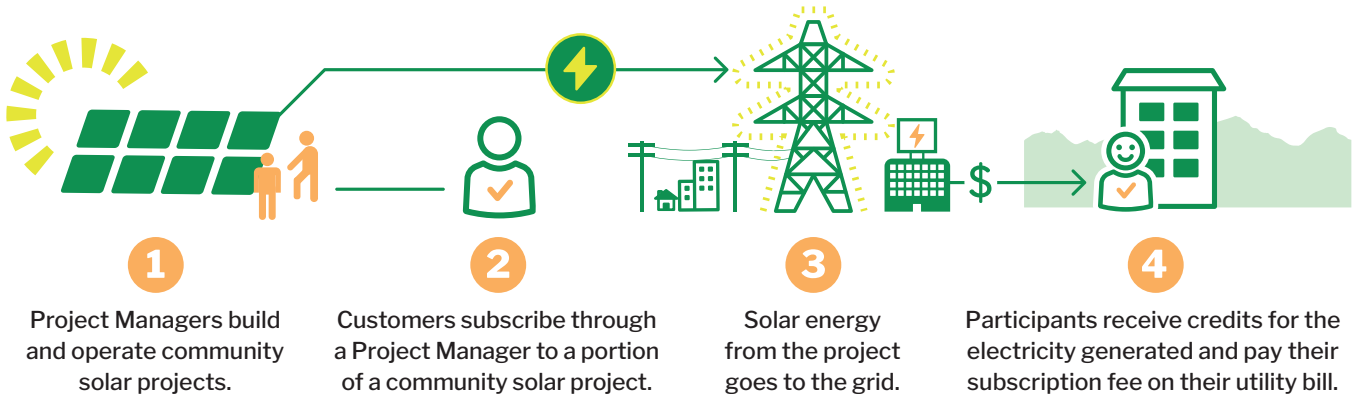 $
1
Project Managers build
and operate community
solar projects.
2
Customers subscribe through
a Project Manager to a portion
of a community solar project.
3
Solar energy
from the project
goes to the grid.
4
Participants receive credits for the
electricity generated and pay their
subscription fee on their utility bill.